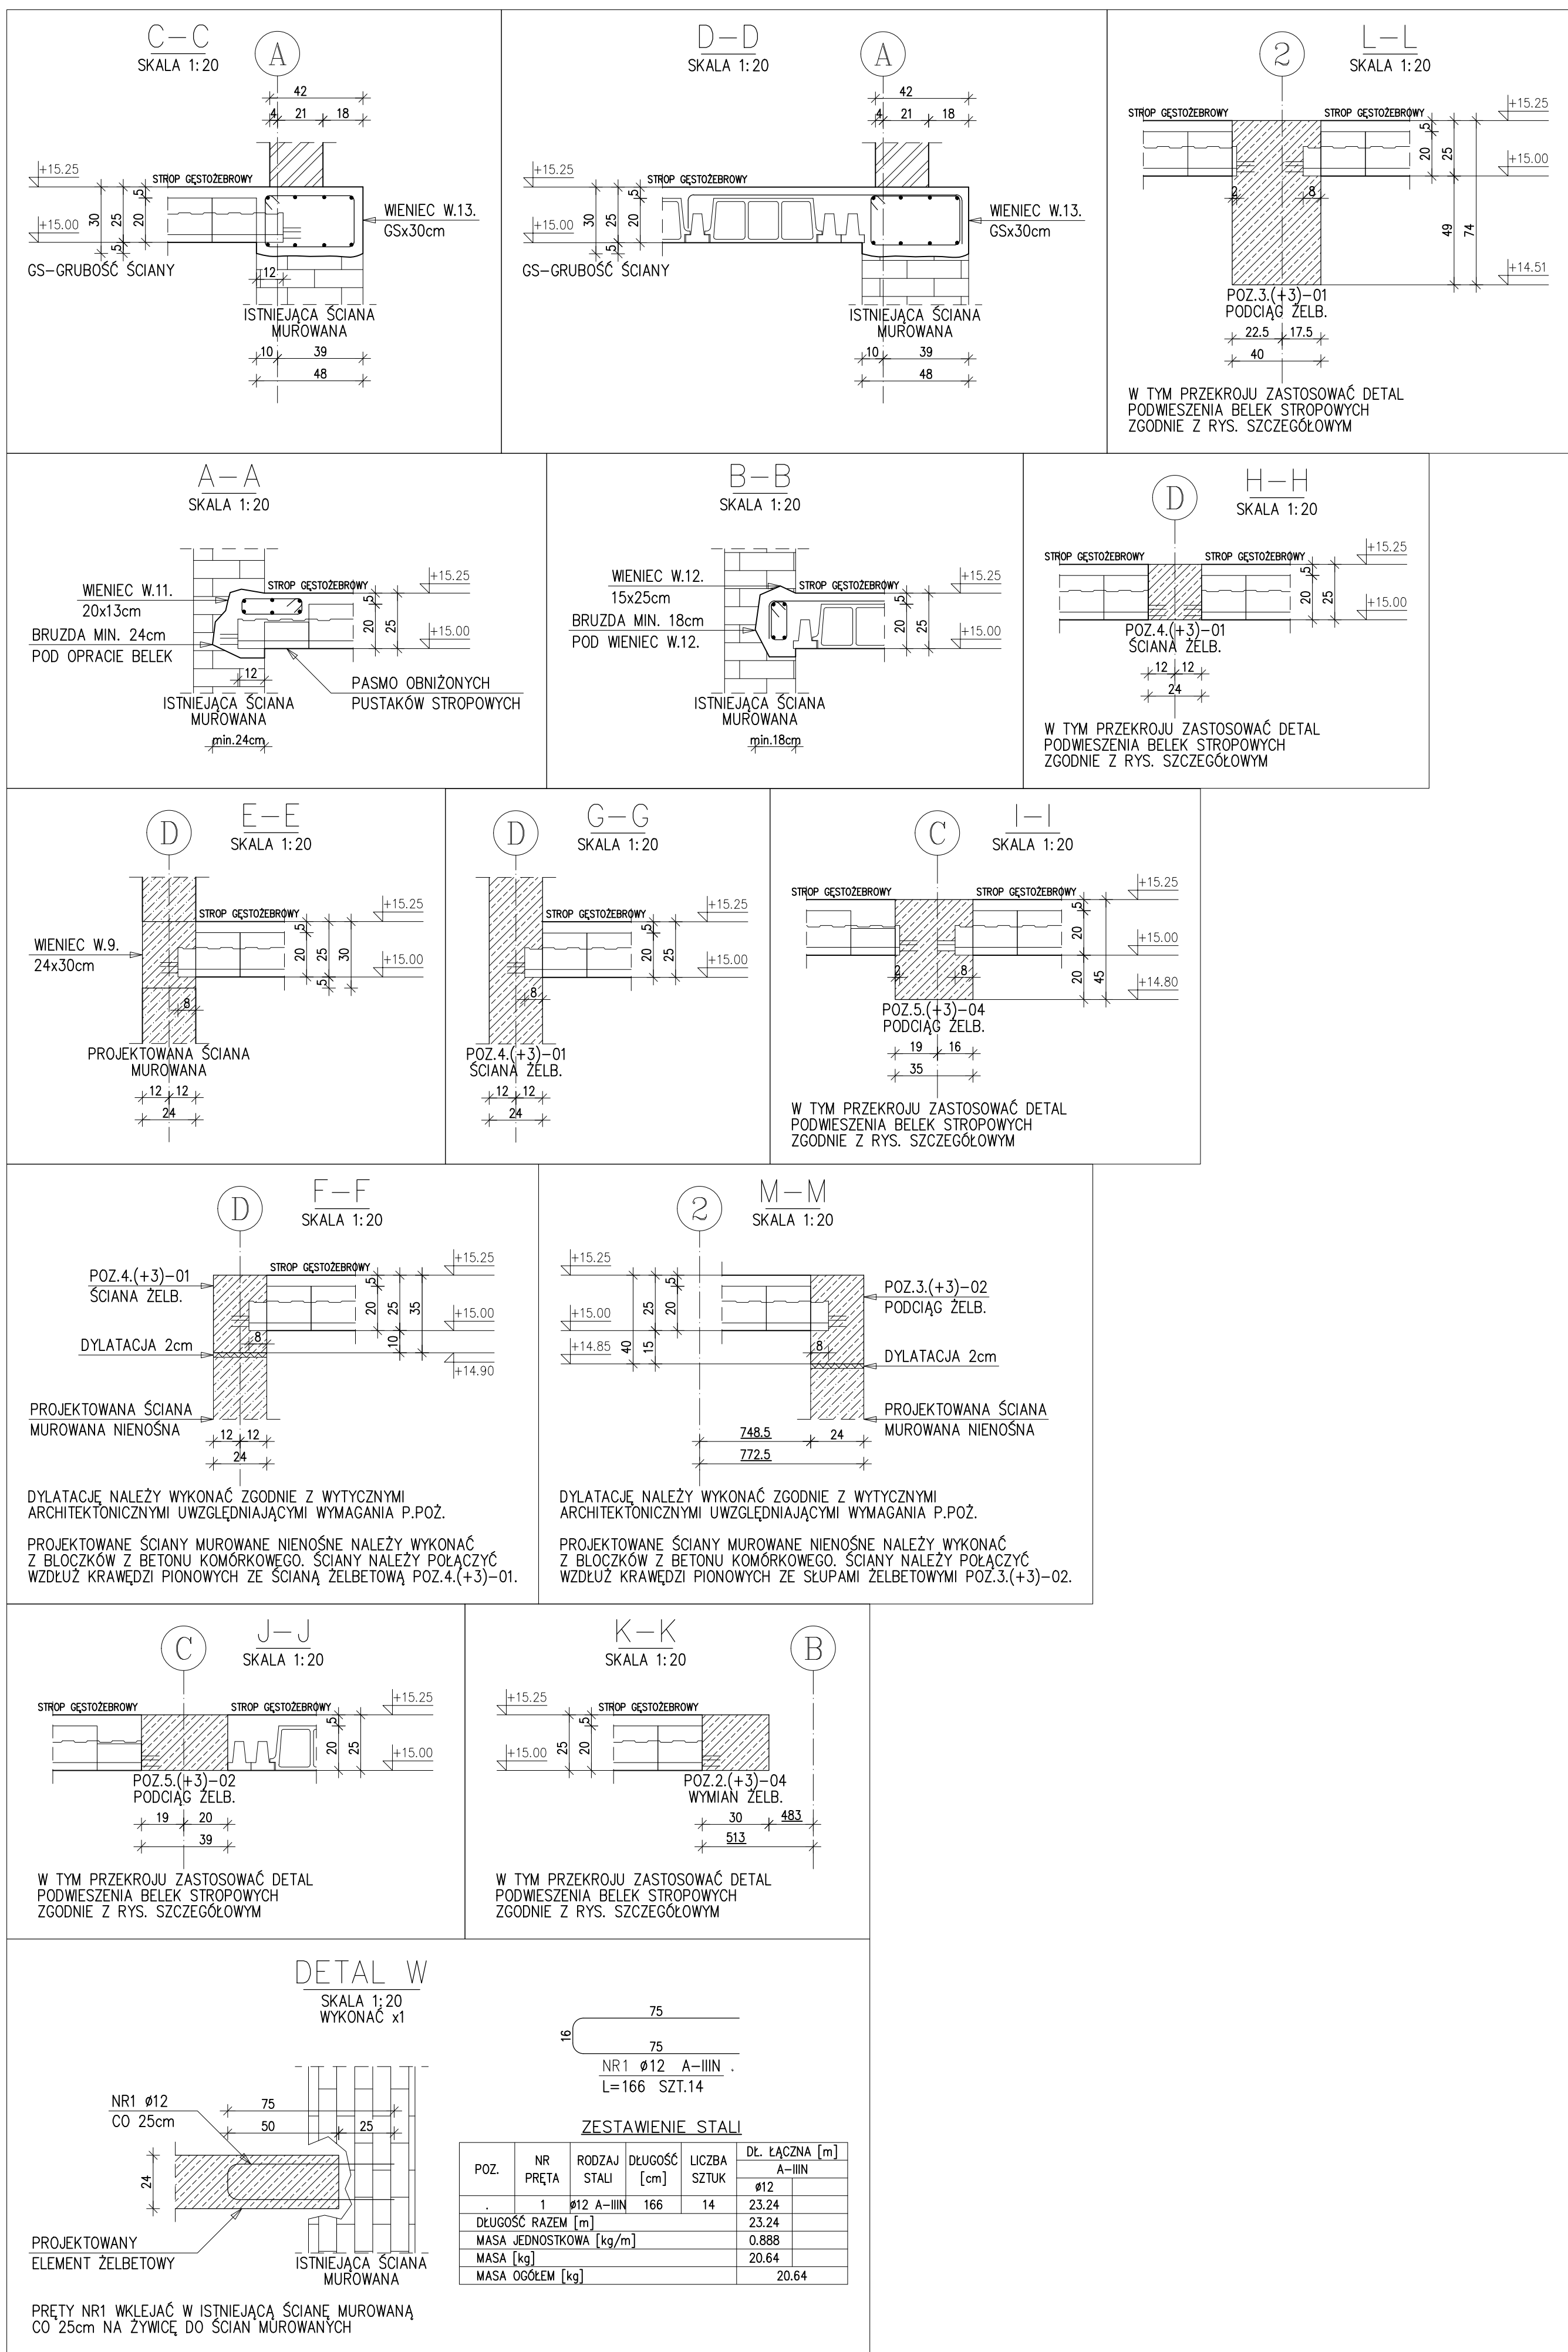 C-C
SKALA 1:20
A
42
4 21 18
+15.25
STROP GĘSTOŻEBROWY
30 25 5 20
+15.00
5
WIENIEC W.13.
GSx30cm
GS-GRUBOŚĆ ŚCIANY
12
ISTNIEJĄCA ŚCIANA
MUROWANA
10 39
48
D-D
SKALA 1:20
A
42
4 21 18
+15.25
STROP GĘSTOŻEBROWY
30 25 5 20
+15.00
5
WIENIEC W.13.
GSx30cm
GS-GRUBOŚĆ ŚCIANY
ISTNIEJĄCA ŚCIANA
MUROWANA
10 39
48
2
L-L
SKALA 1:20
STROP GĘSTOŻEBROWY STROP GĘSTOŻEBROWY
+15.25
5 20 25
+15.00
2 8
49 74
+14.51
POZ.3.(+3)-01
PODCIĄG ŻELB.
22.5 17.5
40
W TYM PRZEKROJU ZASTOSOWAĆ DETAL
PODWIESZENIA BELEK STROPOWYCH
ZGODNIE Z RYS. SZCZEGÓŁOWYM
A-A
SKALA 1:20
WIENIEC W.11.
20x13cm
STROP GĘSTOŻEBROWY
+15.25
5 20 25
+15.00
BRUZDA MIN. 24cm
POD OPRACIE BELEK
12
PASMO OBNIŻONYCH
PUSTAKÓW STROPOWYCH
ISTNIEJĄCA ŚCIANA
MUROWANA
min.24cm
B-B
SKALA 1:20
WIENIEC W.12.
15x25cm
STROP GĘSTOŻEBROWY
+15.25
5 20 25
+15.00
BRUZDA MIN. 18cm
POD WIENIEC W.12.
ISTNIEJĄCA ŚCIANA
MUROWANA
min.18cm
D
H-H
SKALA 1:20
STROP GĘSTOŻEBROWY STROP GĘSTOŻEBROWY
+15.25
5 20 25
+15.00
POZ.4.(+3)-01
ŚCIANA ŻELB.
12 12
24
W TYM PRZEKROJU ZASTOSOWAĆ DETAL
PODWIESZENIA BELEK STROPOWYCH
ZGODNIE Z RYS. SZCZEGÓŁOWYM
D
E-E
SKALA 1:20
+15.25
STROP GĘSTOŻEBROWY
5 20 25 30
WIENIEC W.9.
24x30cm
+15.00
5
8
PROJEKTOWANA ŚCIANA
MUROWANA
12 12
24
D
G-G
SKALA 1:20
+15.25
STROP GĘSTOŻEBROWY
5 20 25
+15.00
8
POZ.4.(+3)-01
ŚCIANA ŻELB.
12 12
24
C
I-I
SKALA 1:20
STROP GĘSTOŻEBROWY STROP GĘSTOŻEBROWY
+15.25
5 20
+15.00
2 8
20 45
+14.80
POZ.5.(+3)-04
PODCIĄG ŻELB.
19 16
35
W TYM PRZEKROJU ZASTOSOWAĆ DETAL
PODWIESZENIA BELEK STROPOWYCH
ZGODNIE Z RYS. SZCZEGÓŁOWYM
D
F-F
SKALA 1:20
POZ.4.(+3)-01
ŚCIANA ŻELB.
STROP GĘSTOŻEBROWY
+15.25
5 20 25 35
+15.00
8 10
DYLATACJA 2cm
+14.90
PROJEKTOWANA ŚCIANA
MUROWANA NIENOŚNA
12 12
24
DYLATACJĘ NALEŻY WYKONAĆ ZGODNIE Z WYTYCZNYMI
ARCHITEKTONICZNYMI UWZGLĘDNIAJĄCYMI WYMAGANIA P.POŻ.
PROJEKTOWANE ŚCIANY MUROWANE NIENOŚNE NALEŻY WYKONAĆ
Z BLOCZKÓW Z BETONU KOMÓRKOWEGO. ŚCIANY NALEŻY POŁĄCZYĆ
WZDŁUŻ KRAWĘDZI PIONOWYCH ZE ŚCIANĄ ŻELBETOWĄ POZ.4.(+3)-01.
2
M-M
SKALA 1:20
+15.25
5 20 25
POZ.3.(+3)-02
PODCIĄG ŻELB.
+15.00
+14.85
40 15
8
DYLATACJA 2cm
PROJEKTOWANA ŚCIANA
MUROWANA NIENOŚNA
748.5 24
772.5
DYLATACJĘ NALEŻY WYKONAĆ ZGODNIE Z WYTYCZNYMI
ARCHITEKTONICZNYMI UWZGLĘDNIAJĄCYMI WYMAGANIA P.POŻ.
PROJEKTOWANE ŚCIANY MUROWANE NIENOŚNE NALEŻY WYKONAĆ
Z BLOCZKÓW Z BETONU KOMÓRKOWEGO. ŚCIANY NALEŻY POŁĄCZYĆ
WZDŁUŻ KRAWĘDZI PIONOWYCH ZE SŁUPAMI ŻELBETOWYMI POZ.3.(+3)-02.
C
J-J
SKALA 1:20
STROP GĘSTOŻEBROWY STROP GĘSTOŻEBROWY
+15.25
5 20 25
+15.00
POZ.5.(+3)-02
PODCIĄG ŻELB.
19 20
39
W TYM PRZEKROJU ZASTOSOWAĆ DETAL
PODWIESZENIA BELEK STROPOWYCH
ZGODNIE Z RYS. SZCZEGÓŁOWYM
K-K
SKALA 1:20
B
+15.25
STROP GĘSTOŻEBROWY
25 5 20
+15.00
POZ.2.(+3)-04
WYMIAN ŻELB.
30 483
513
W TYM PRZEKROJU ZASTOSOWAĆ DETAL
PODWIESZENIA BELEK STROPOWYCH
ZGODNIE Z RYS. SZCZEGÓŁOWYM
DETAL W
SKALA 1:20
WYKONAĆ x1
NR1 ø12
CO 25cm
75
50 25
24
PROJEKTOWANY
ELEMENT ŻELBETOWY
ISTNIEJĄCA ŚCIANA
MUROWANA
PRĘTY NR1 WKLEJAĆ W ISTNIEJĄCĄ ŚCIANĘ MUROWANĄ
CO 25cm NA ŻYWICĘ DO ŚCIAN MUROWANYCH
75
16
75
NR1 ø12 A-IIIN .
L=166 SZT.14
ZESTAWIENIE STALI
POZ. NR PRĘTA RODZAJ STALI DŁUGOŚĆ [cm] LICZBA SZTUK DŁ. ŁĄCZNA [m]
A-IIIN
ø12
. 1 ø12 A-IIIN 166 14 23.24
DŁUGOŚĆ RAZEM [m] 23.24
MASA JEDNOSTKOWA [kg/m] 0.888
MASA [kg] 20.64
MASA OGÓŁEM [kg] 20.64